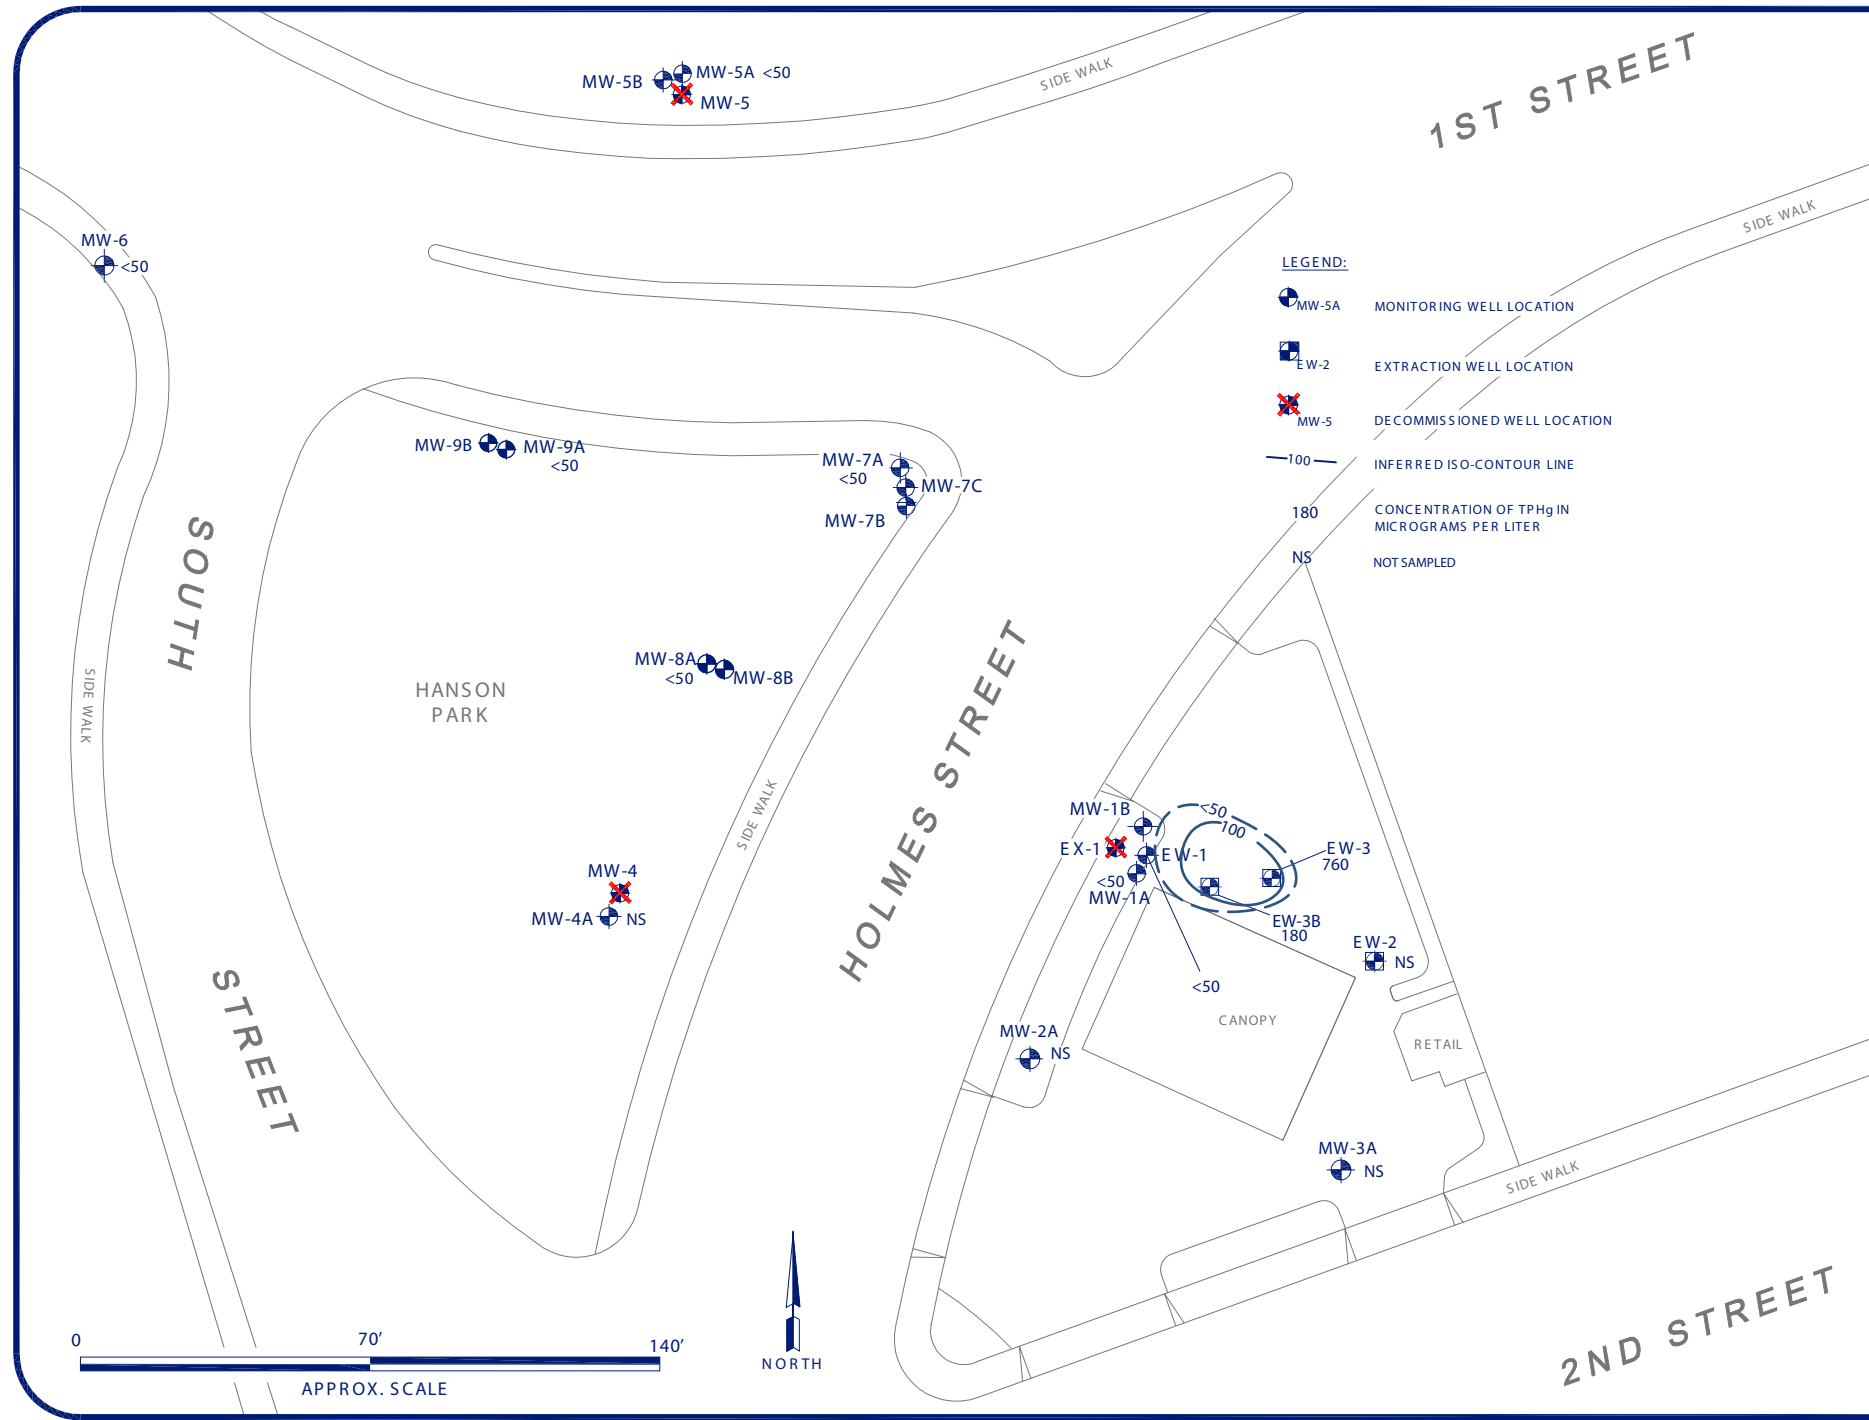 MW-5B
MW-5A <50
MW-5
SIDE WALK
1ST STREET
SIDE WALK
MW-6
<50
LEGEND:
MW-5A MONITORING WELL LOCATION
EW-2 EXTRACTION WELL LOCATION
MW-5 DECOMMISSIONED WELL LOCATION
100 INFERRED ISO-CONTOUR LINE
180 CONCENTRATION OF TPHg IN
MICROGRAMS PER LITER
NS NOT SAMPLED
MW-9B
MW-9A
<50
MW-7A
<50
MW-7C
MW-7B
SOUTH
STREET
SIDE WALK
HANSON
PARK
MW-8A
<50
MW-8B
SIDE WALK
HOLMES STREET
MW-4
MW-4A NS
MW-1B
EX-1
EW-1
<50
MW-1A
<50
100
EW-3
760
EW-3B
180
EW-2
NS
<50
CANOPY
RETAIL
MW-2A
NS
MW-3A
NS
SIDE WALK
2ND STREET
0 70’ 140’
APPROX. SCALE
NORTH